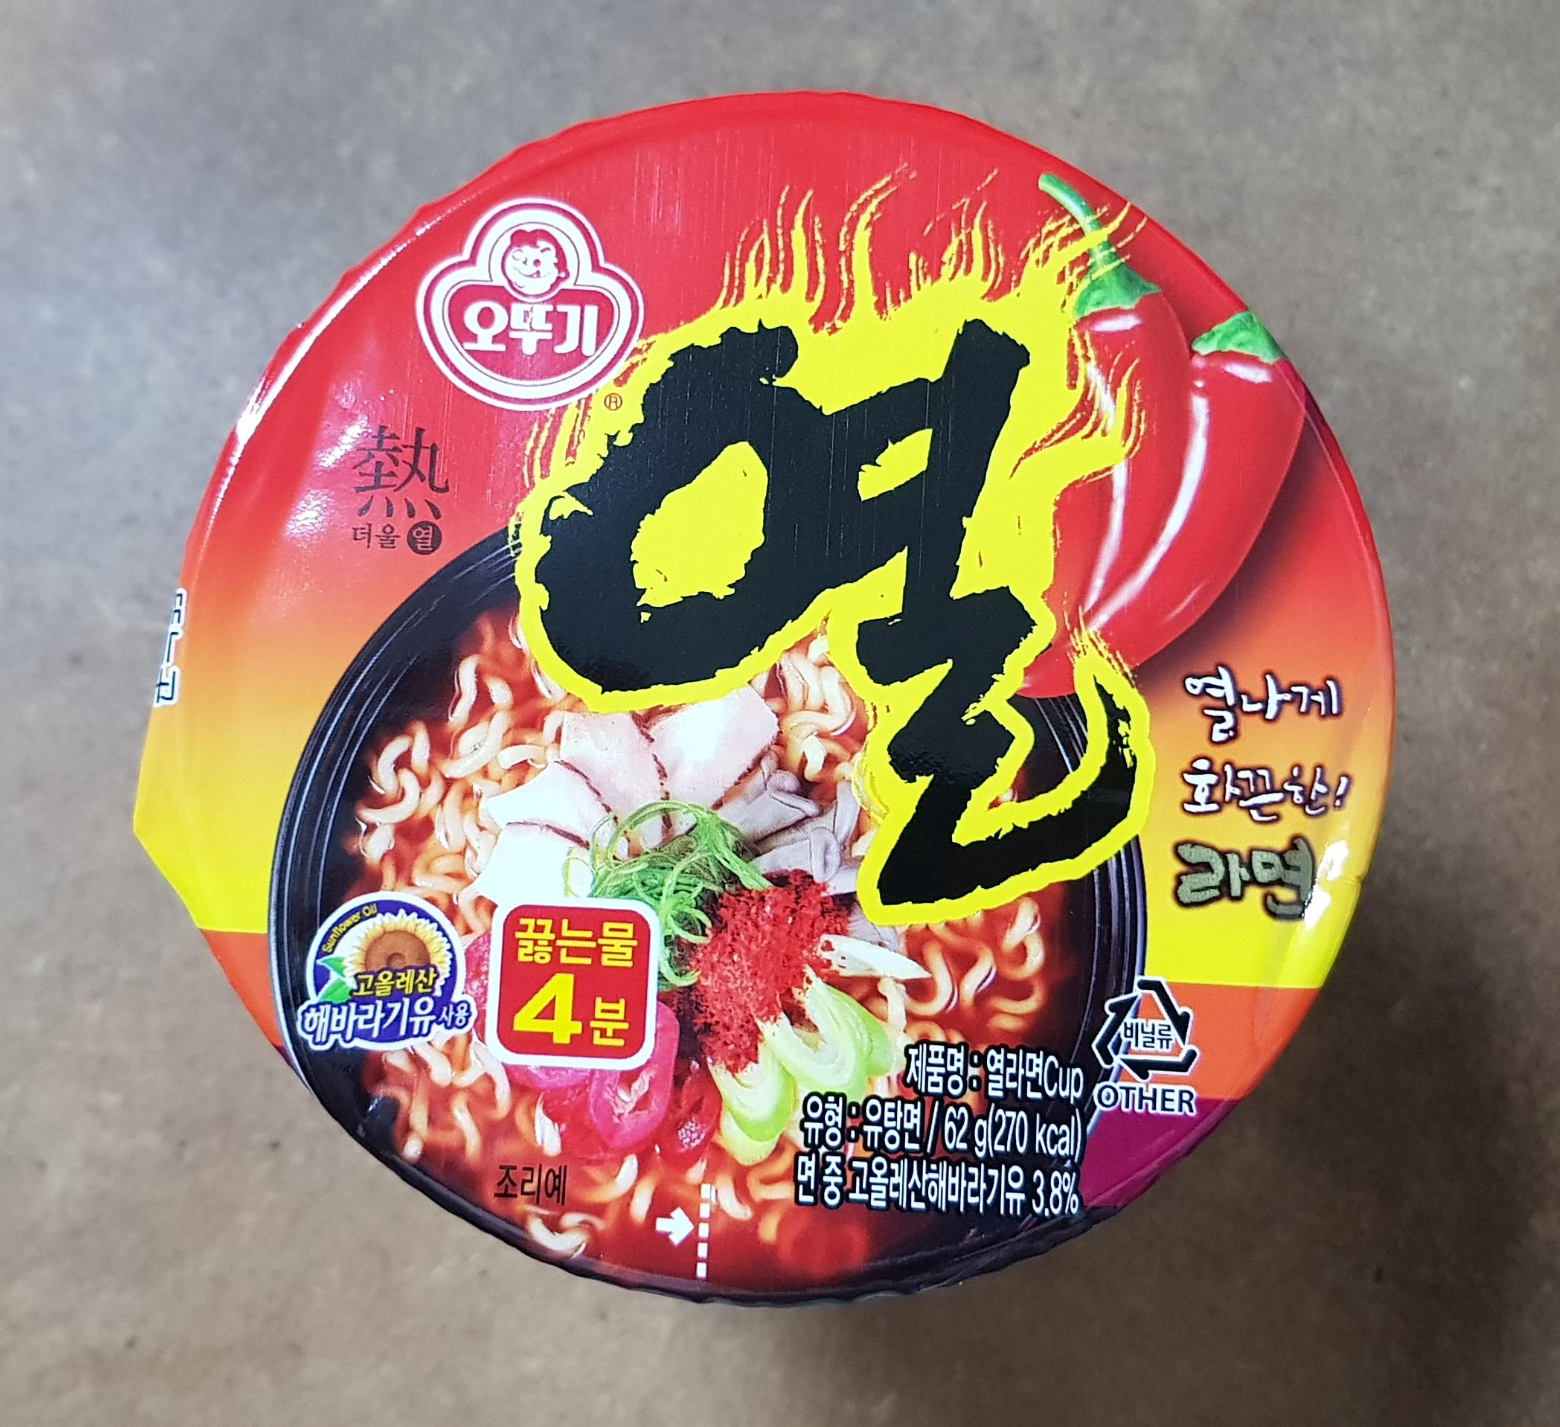 오뚜기
®
熱
더울 열
열
열나게
화끈한!
라면
Sunflower Oil
고올레산
해바라기유 사용
끓는물
4분
비닐류
OTHER
제품명 : 열라면Cup
유형 : 유탕면 / 62 g(270 kcal)
면 중 고올레산해바라기유 3.8%
조리예